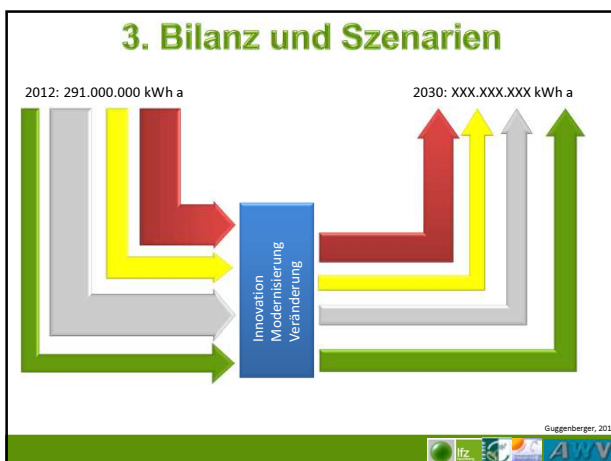 3. Bilanz und Szenarien
2012: 291.000.000 kWh a
2030: XXX.XXX.XXX kWh a
Innovation
Modernisierung
Veränderung
Guggenberger, 201
lfz
AWV